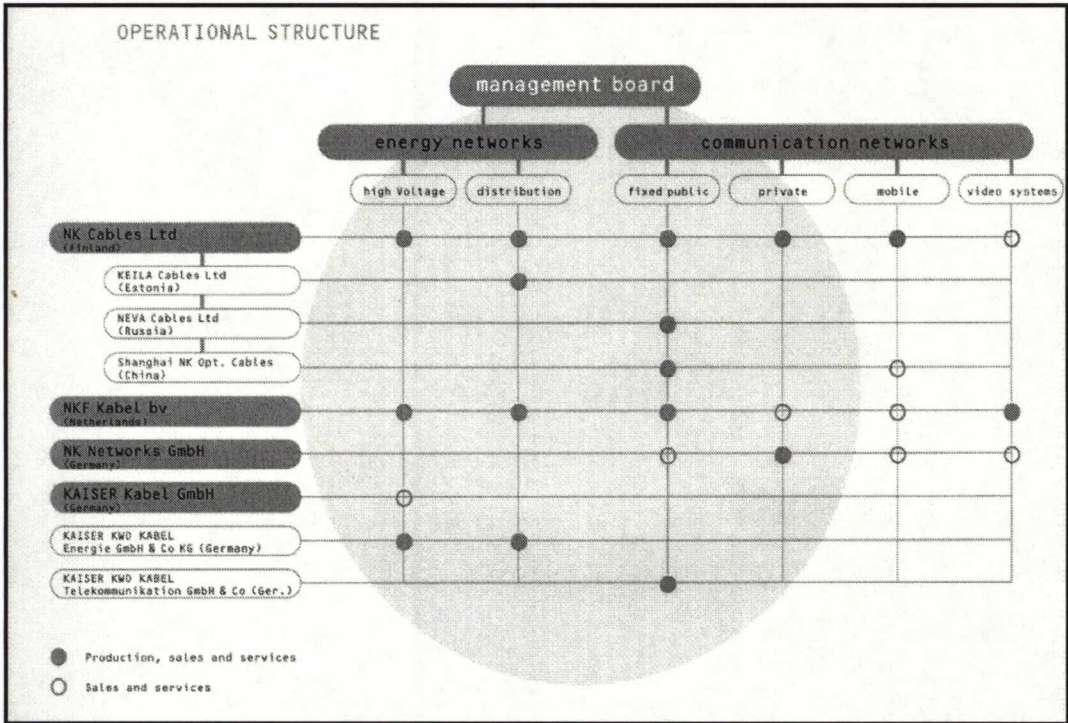 OPERATIONAL STRUCTURE
management board
energy networks
communication networks
high Voltage
distribution
fixed public
private
mobile
video systems
NK Cables Ltd
(Finland)
KEILA Cables Ltd
(Estonia)
NEVA Cables Ltd
(Russia)
Shanghai NK Opt. Cables
(China)
NKF Kabel bv
(Netherlands)
NK Networks GmbH
(Germany)
KAISER Kabel GmbH
(Germany)
KAISER KWD KABEL
Energie GmbH & Co KG (Germany)
KAISER KWD KABEL
Telekommunikation GmbH & Co (Ger.)
Production, sales and services
Sales and services